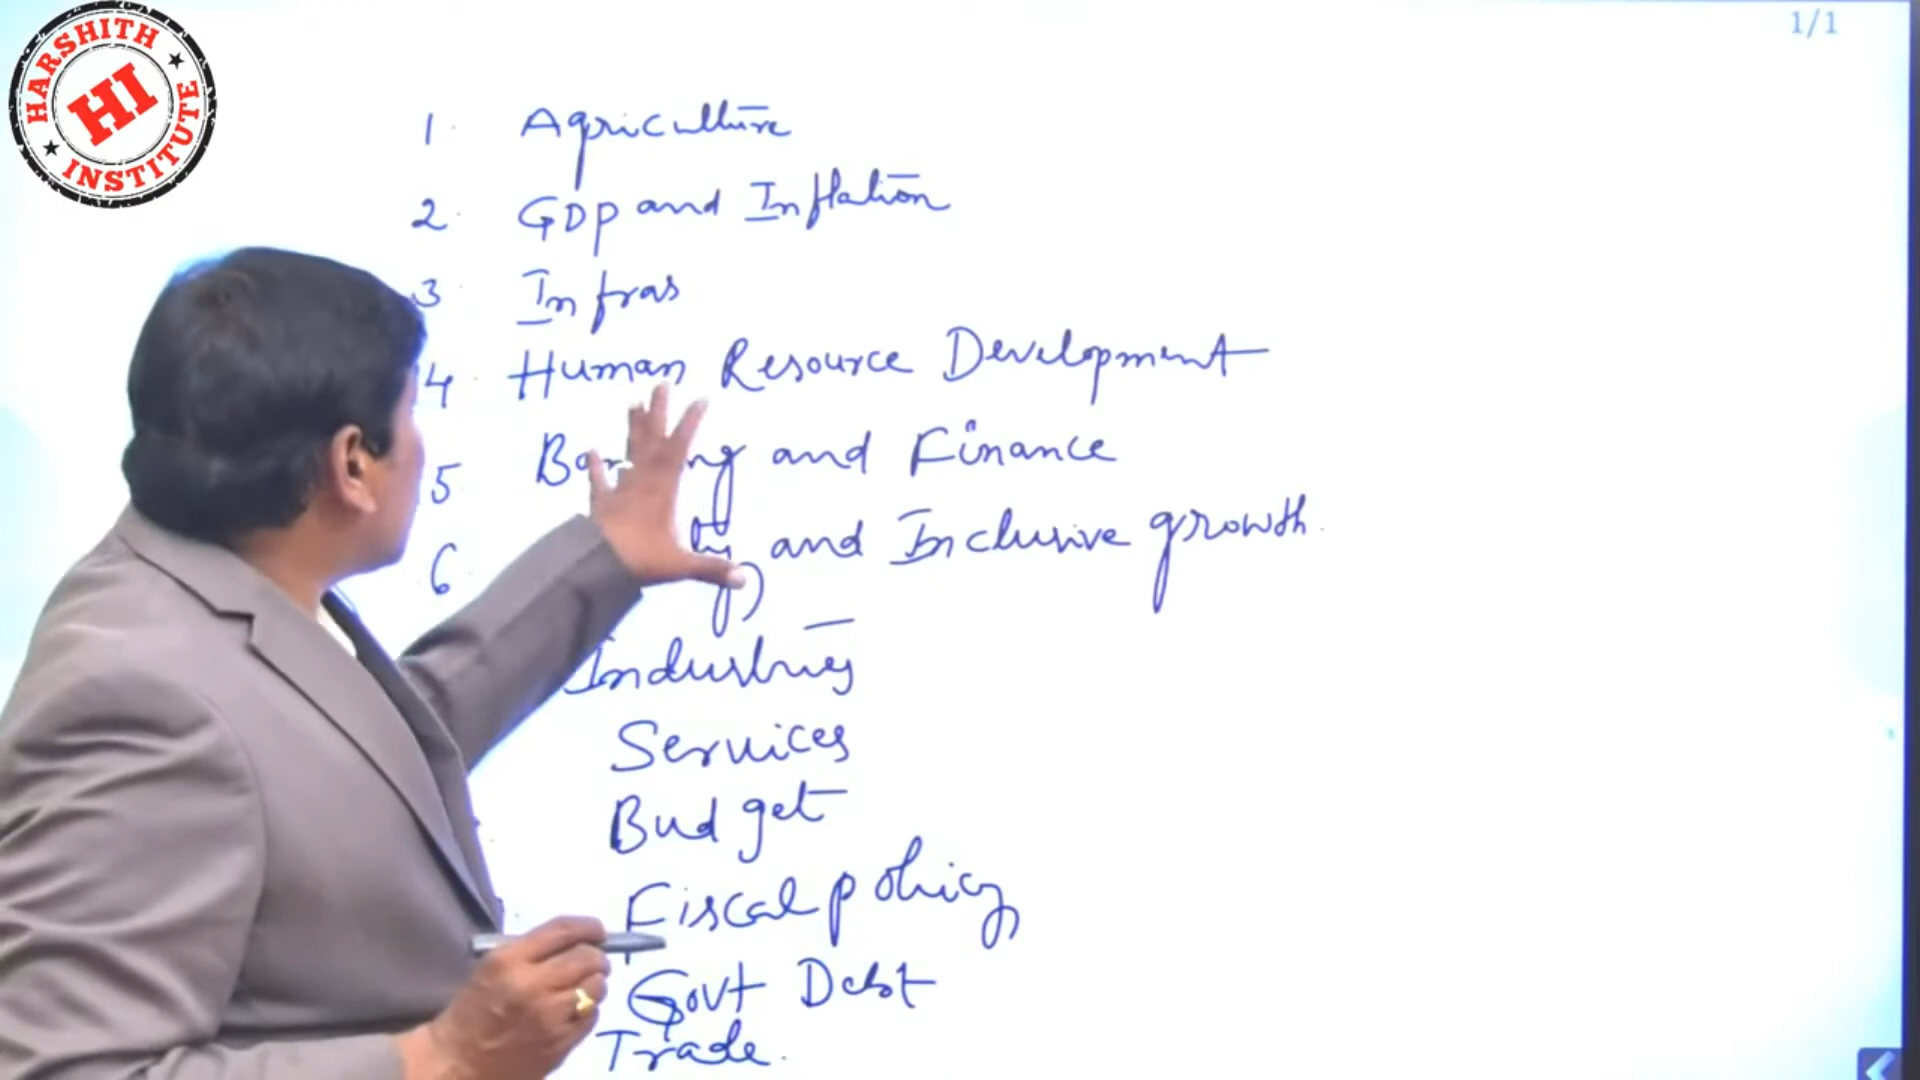 HARSHITH
HI
INSTITUTE
1/1
1. Agriculture
2. GDP and Inflation
3 Infras
4. Human Resource Development
5 and Finance
6 and Inclusive growth.
Industries
Services
Budget
Fiscal policy
Govt Debt
Trade.